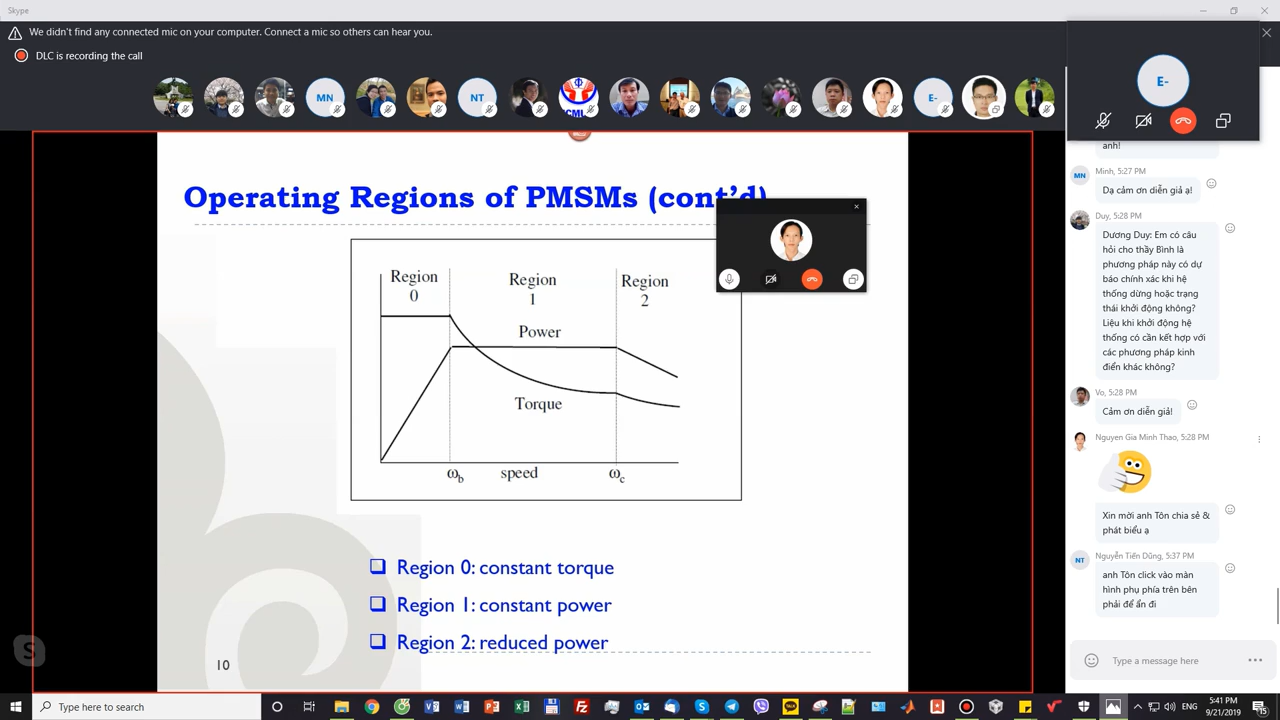 Skype
We didn't find any connected mic on your computer. Connect a mic so others can hear you.
DLC is recording the call
MN
NT
E-
E-
Operating Regions of PMSMs (cont'd)
Region
0
Region
1
Region
2
Power
Torque
ωb
speed
ωc
Region 0: constant torque
Region 1: constant power
Region 2: reduced power
10
anh!
Minh, 5:27 PM
MN
Dạ cảm ơn diễn giả ạ!
Duy, 5:28 PM
Dương Duy: Em có câu
hỏi cho thầy Bình là
phương pháp này có dự
báo chính xác khi hệ
thống dừng hoặc trạng
thái khởi động không?
Liệu khi khởi động hệ
thống có cần kết hợp với
các phương pháp kinh
điển khác không?
Vo, 5:28 PM
Cảm ơn diễn giả!
Nguyen Gia Minh Thao, 5:28 PM
Xin mời anh Tôn chia sẻ &
phát biểu ạ
Nguyễn Tiến Dũng, 5:37 PM
NT
anh Tôn click vào màn
hình phụ phía trên bên
phải để ẩn đi
Type a message here
Type here to search
ENG
5:41 PM
9/21/2019
15